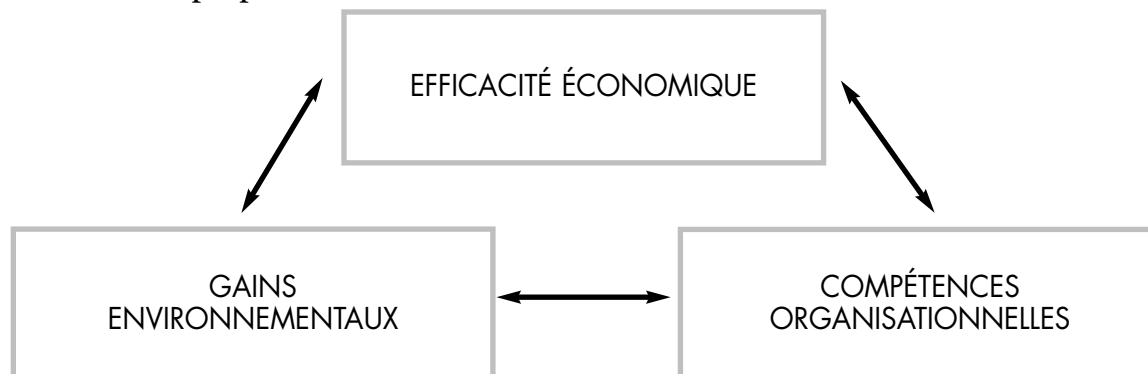 EFFICACITÉ ÉCONOMIQUE
GAINS
ENVIRONNEMENTAUX
COMPÉTENCES
ORGANISATIONNELLES